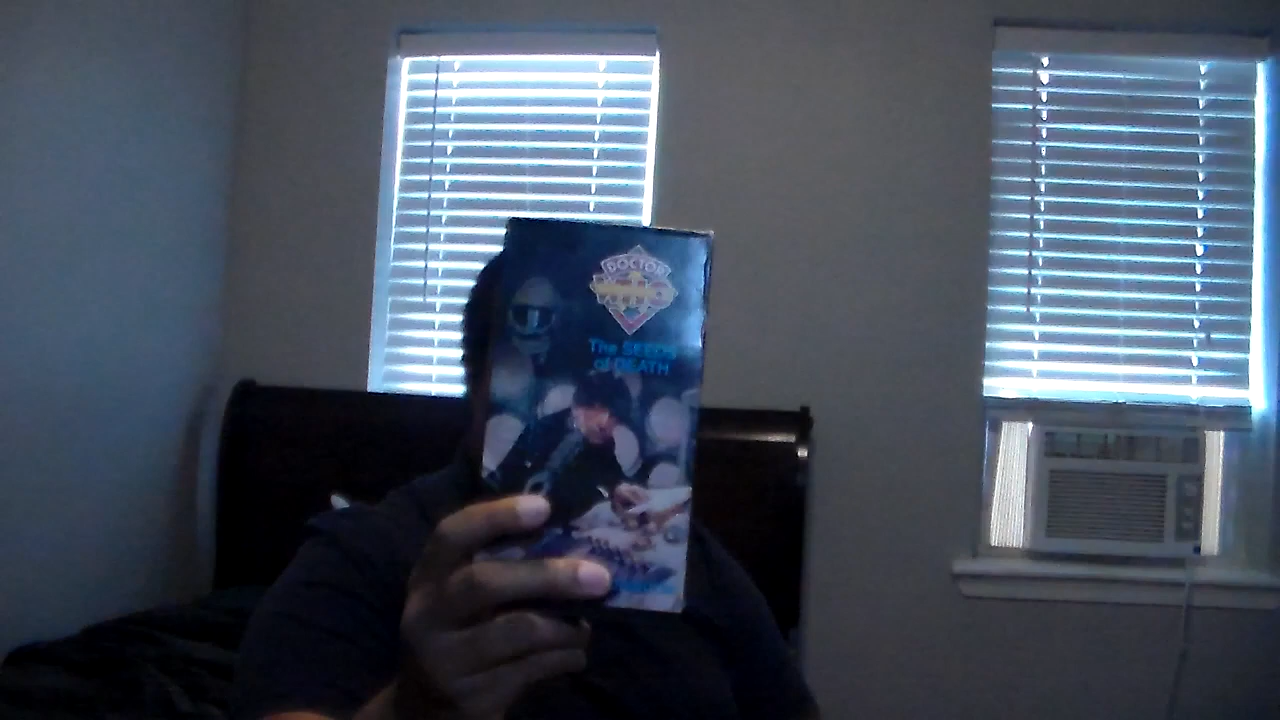 DOCTOR
WHO
The SEEDS
of DEATH